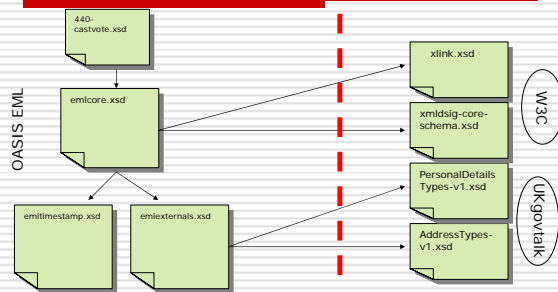 440-
castvote.xsd
OASIS EML
emlcore.xsd
emltimestamp.xsd
emlexternals.xsd
xlink.xsd
xmldsig-core-
schema.xsd
W3C
PersonalDetails
Types-v1.xsd
AddressTypes-
v1.xsd
UKgovtalk